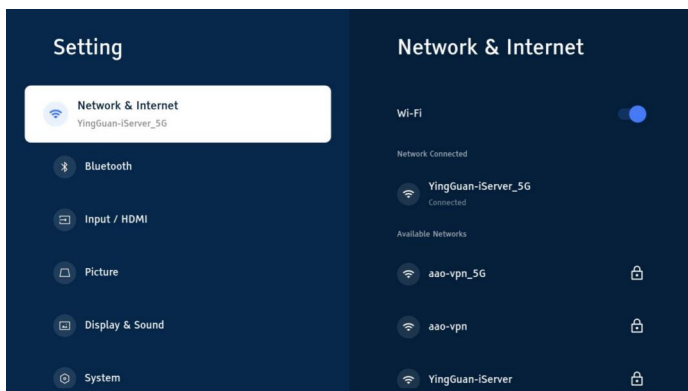 Setting
Network & Internet
YingGuan-iServer_5G
Bluetooth
Input / HDMI
Picture
Display & Sound
System
Network & Internet
Wi-Fi
Network Connected
YingGuan-iServer_5G
Connected
Available Networks
aao-vpn_5G
aao-vpn
YingGuan-iServer